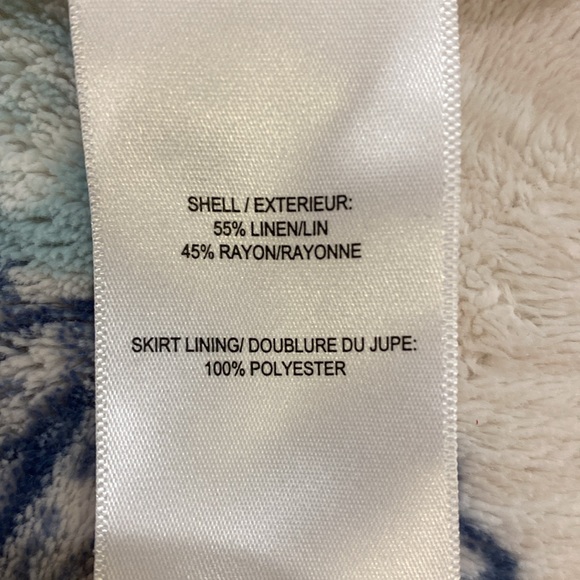 SHELL / EXTERIEUR:
55% LINEN/LIN
45% RAYON/RAYONNE
SKIRT LINING/ DOUBLURE DU JUPE:
100% POLYESTER